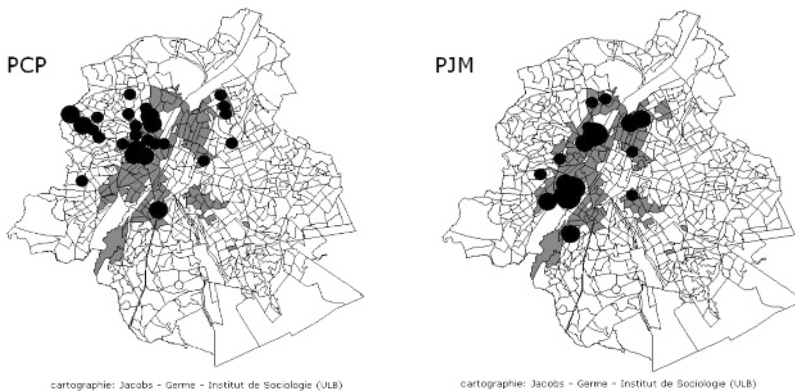 PCP
PJM
cartographie: Jacobs - Germe - Institut de Sociologie (ULB)
cartographie: Jacobs - Germe - Institut de Sociologie (ULB)